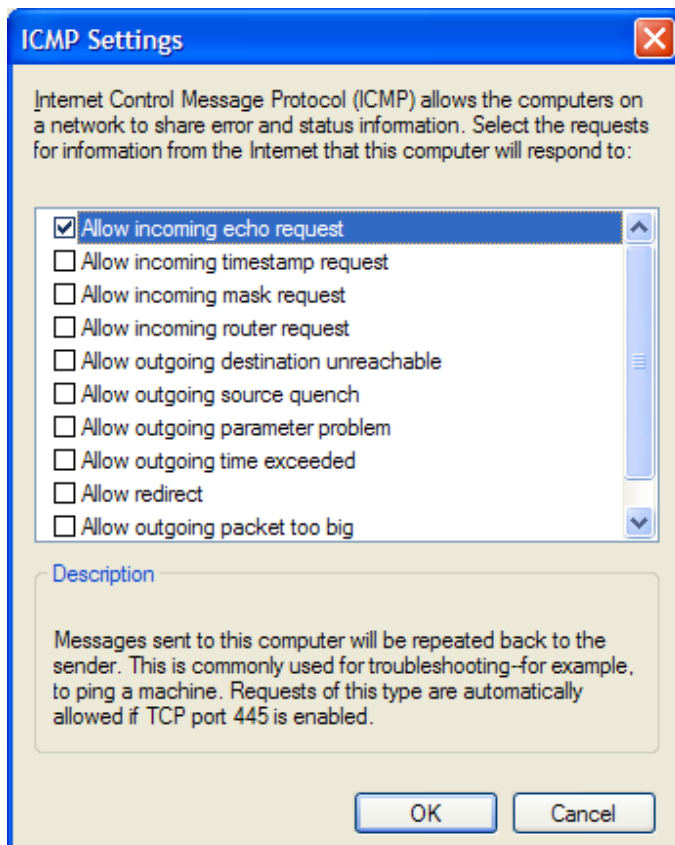 ICMP Settings
Internet Control Message Protocol (ICMP) allows the computers on
a network to share error and status information. Select the requests
for information from the Internet that this computer will respond to:
Allow incoming echo request
Allow incoming timestamp request
Allow incoming mask request
Allow incoming router request
Allow outgoing destination unreachable
Allow outgoing source quench
Allow outgoing parameter problem
Allow outgoing time exceeded
Allow redirect
Allow outgoing packet too big
Description
Messages sent to this computer will be repeated back to the
sender. This is commonly used for troubleshooting--for example,
to ping a machine. Requests of this type are automatically
allowed if TCP port 445 is enabled.
OK Cancel